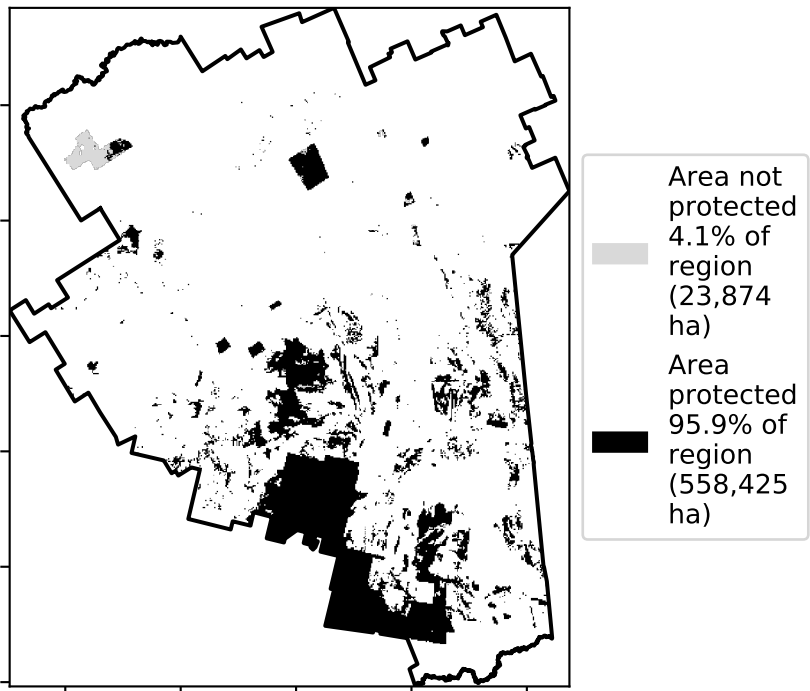 Area not
protected
4.1% of
region
(23,874
ha)
Area
protected
95.9% of
region
(558,425
ha)